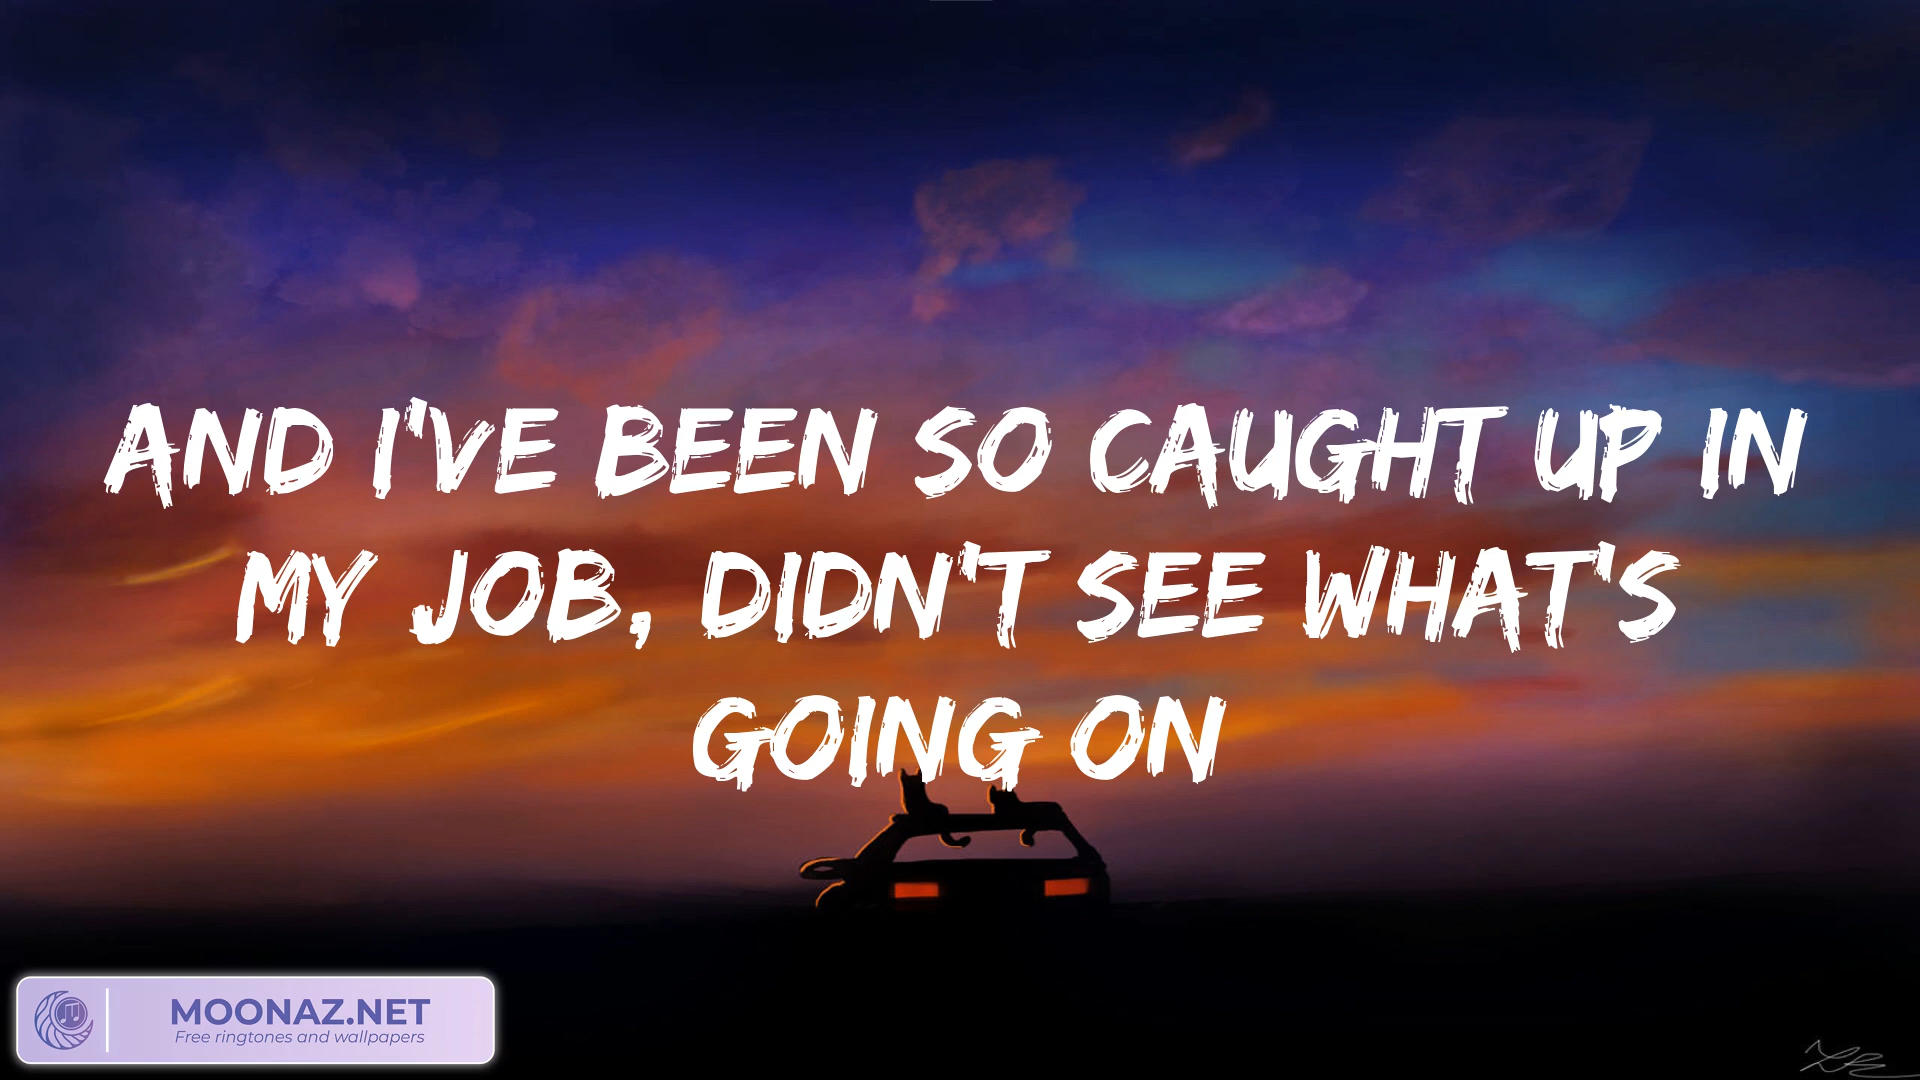 AND I'VE BEEN SO CAUGHT UP IN
MY JOB, DIDN'T SEE WHAT'S
GOING ON
MOONAZ.NET
Free ringtones and wallpapers